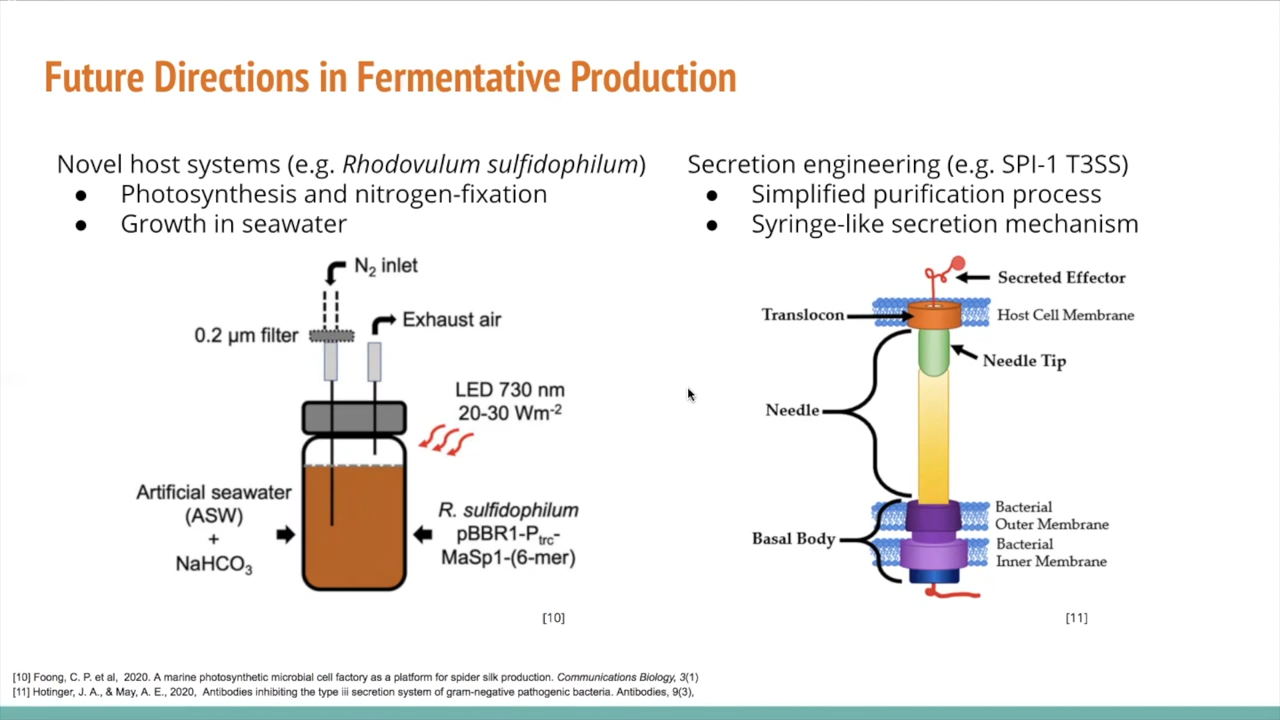 Future Directions in Fermentative Production
Novel host systems (e.g. Rhodovulum sulfidophilum)
● Photosynthesis and nitrogen-fixation
● Growth in seawater
N₂ inlet
Exhaust air
0.2 µm filter
LED 730 nm
20-30 Wm⁻²
Artificial seawater
(ASW)
+
NaHCO₃
R. sulfidophilum
pBBR1-Ptrc-
MaSp1-(6-mer)
[10]
Secretion engineering (e.g. SPI-1 T3SS)
● Simplified purification process
● Syringe-like secretion mechanism
Secreted Effector
Translocon
Host Cell Membrane
Needle Tip
Needle
Bacterial
Outer Membrane
Basal Body
Bacterial
Inner Membrane
[11]
[10] Foong, C. P. et al, 2020. A marine photosynthetic microbial cell factory as a platform for spider silk production. Communications Biology, 3(1)
[11] Hotinger, J. A., & May, A. E., 2020, Antibodies inhibiting the type iii secretion system of gram-negative pathogenic bacteria. Antibodies, 9(3),